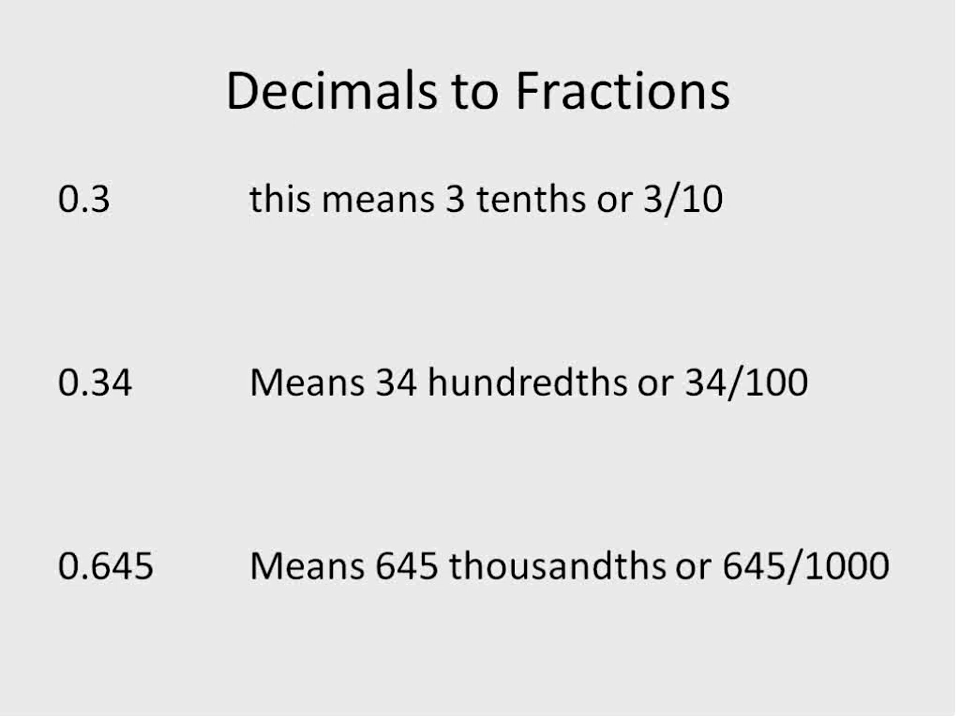 Decimals to Fractions
0.3 this means 3 tenths or 3/10
0.34 Means 34 hundredths or 34/100
0.645 Means 645 thousandths or 645/1000